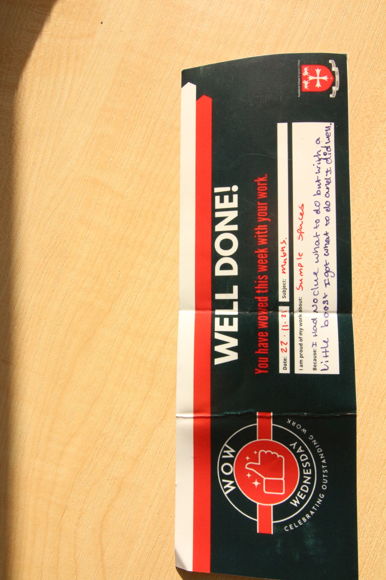 WOW
WEDNESDAY
CELEBRATING OUTSTANDING WORK
WELL DONE!
You have wowed this week with your work.
Date: 22.11.21 Subject: maths.
I am proud of my work about: Sample spaces
Because: I had no clue what to do but with a
little boost I got what to do and I did well.